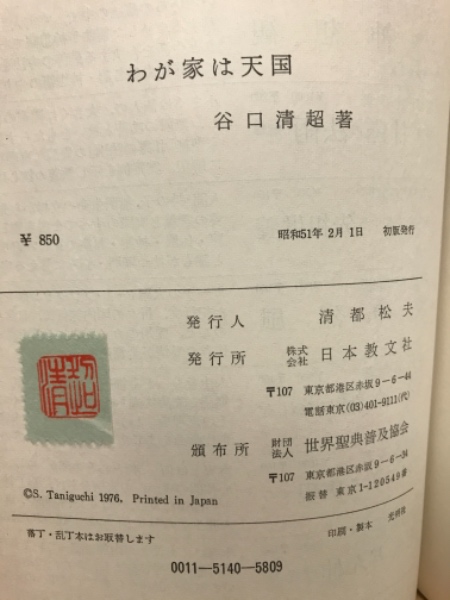 わが家は天国
谷口清超著
¥ 850
昭和51年 2月 1日 初版発行
発行人 清都松夫
発行所 株式会社 日本教文社
〒107 東京都港区赤坂9－6－44
電話東京(03)401-9111(代)
頒布所 財団法人 世界聖典普及協会
〒107 東京都港区赤坂9－6－34
振替 東京1－120549番
清超
©S. Taniguchi 1976, Printed in Japan
落丁・乱丁本はお取替します
印刷・製本 光明社
0011—5140—5809